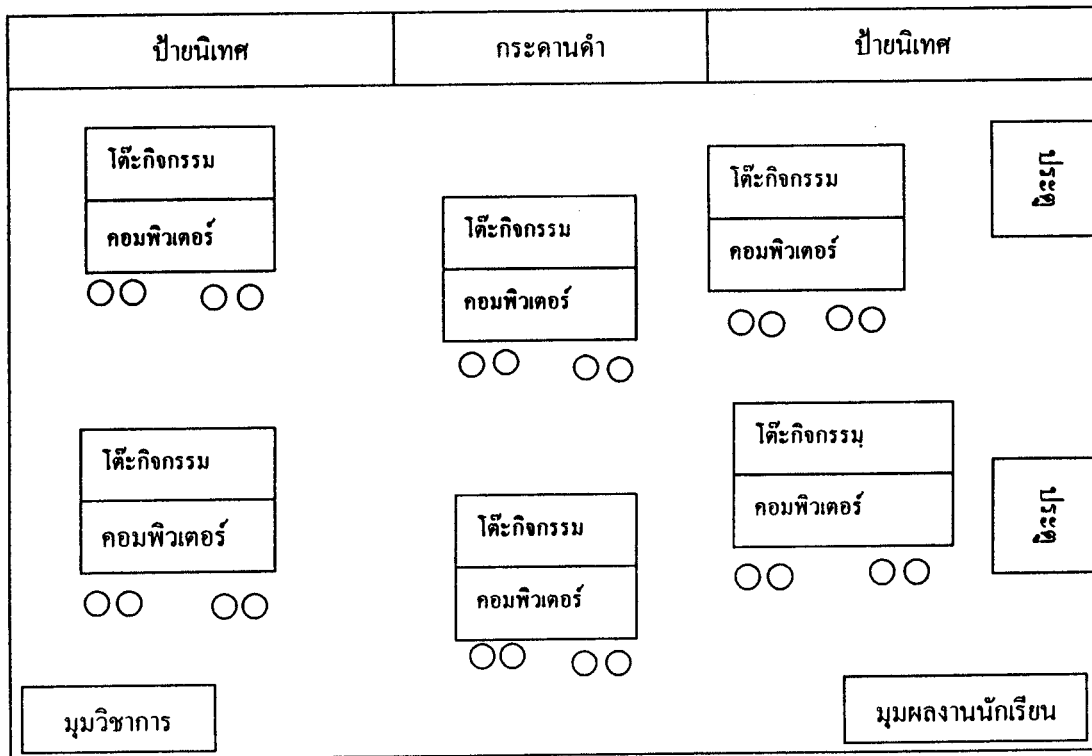 ป้ายนิเทศ
กระดานดำ
ป้ายนิเทศ
โต๊ะกิจกรรม
คอมพิวเตอร์
โต๊ะกิจกรรม
คอมพิวเตอร์
โต๊ะกิจกรรม
คอมพิวเตอร์
ประตู
โต๊ะกิจกรรม
คอมพิวเตอร์
โต๊ะกิจกรรม
คอมพิวเตอร์
โต๊ะกิจกรรม
คอมพิวเตอร์
ประตู
มุมวิชาการ
มุมผลงานนักเรียน